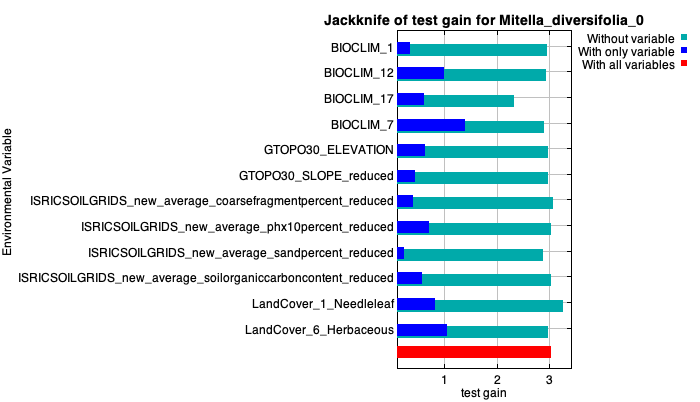 Jackknife of test gain for Mitella_diversifolia_0
Without variable
With only variable
With all variables
Environmental Variable
BIOCLIM_1
BIOCLIM_12
BIOCLIM_17
BIOCLIM_7
GTOPO30_ELEVATION
GTOPO30_SLOPE_reduced
ISRICSOILGRIDS_new_average_coarsefragmentpercent_reduced
ISRICSOILGRIDS_new_average_phx10percent_reduced
ISRICSOILGRIDS_new_average_sandpercent_reduced
ISRICSOILGRIDS_new_average_soilorganiccarboncontent_reduced
LandCover_1_Needleleaf
LandCover_6_Herbaceous
1 2 3
test gain